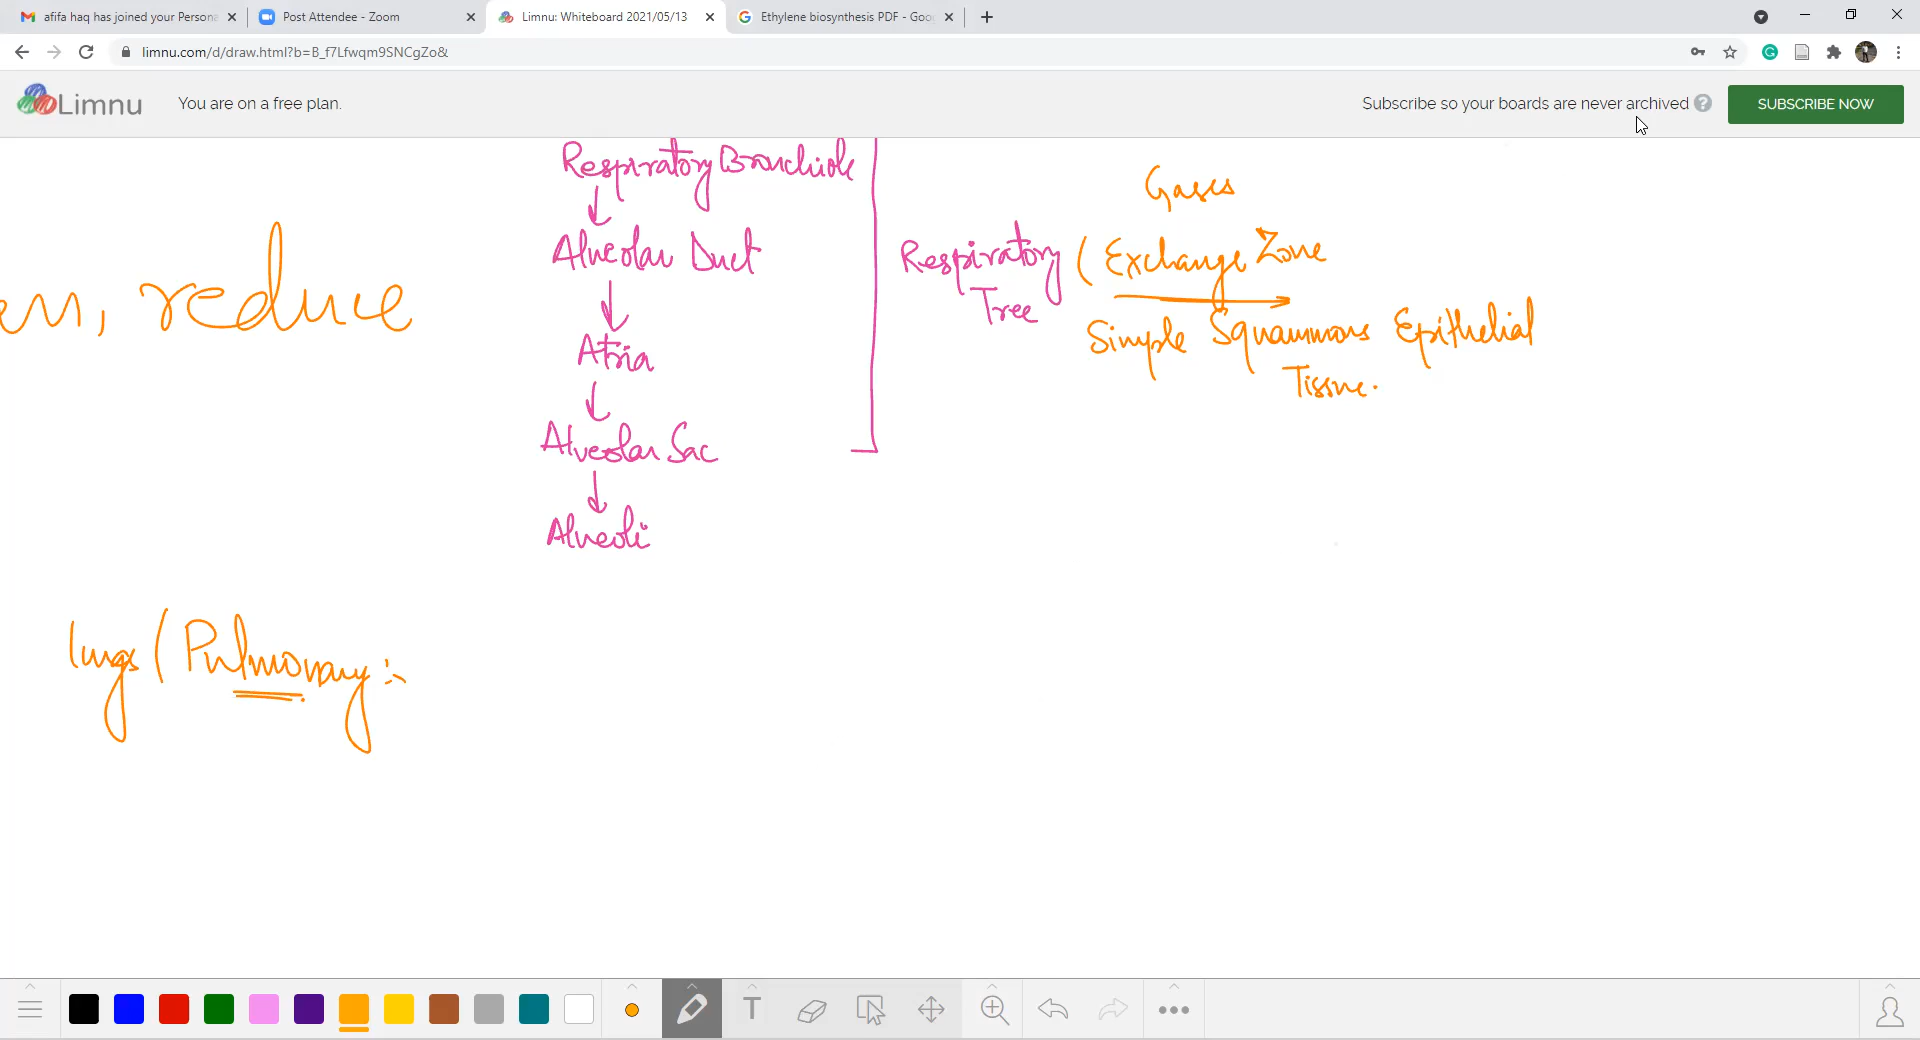 afifa haq has joined your Persona
Post Attendee - Zoom
Limnu: Whiteboard 2021/05/13
Ethylene biosynthesis PDF - Goo
limnu.com/d/draw.html?b=B_f7Lfwqm9SNCgZo&
Limnu
You are on a free plan.
Subscribe so your boards are never archived ?
SUBSCRIBE NOW
Respiratory Bronchiole
↓
Alveolar Duct
↓
Atria
↓
Alveolar Sac
↓
Alveoli
Respiratory
Tree
Gases
( Exchange Zone
Simple Squammous Epithelial
Tissue.
, reduce
lungs ( Pulmonary :-
T